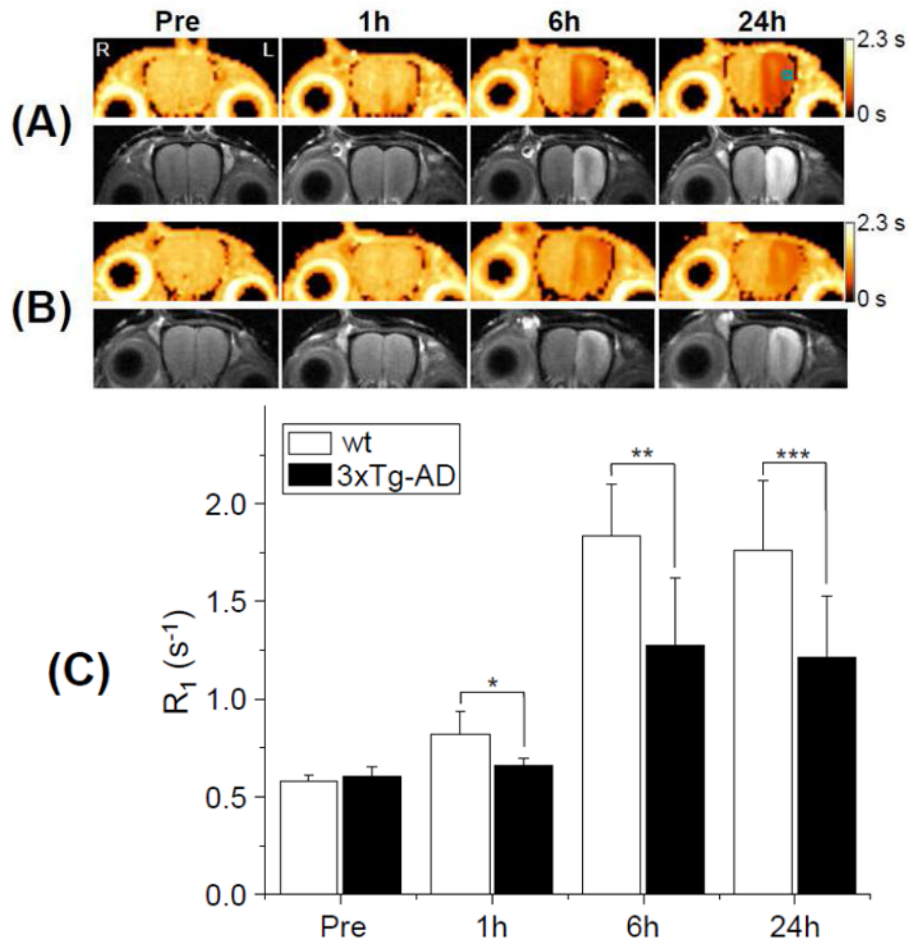 Pre 1h 6h 24h
R L 2.3 s
(A)
0 s
2.3 s
(B)
0 s
wt
3xTg-AD
** ***
2.0
1.5
(C)
R₁ (s⁻¹)
*
1.0
0.5
0.0
Pre 1h 6h 24h